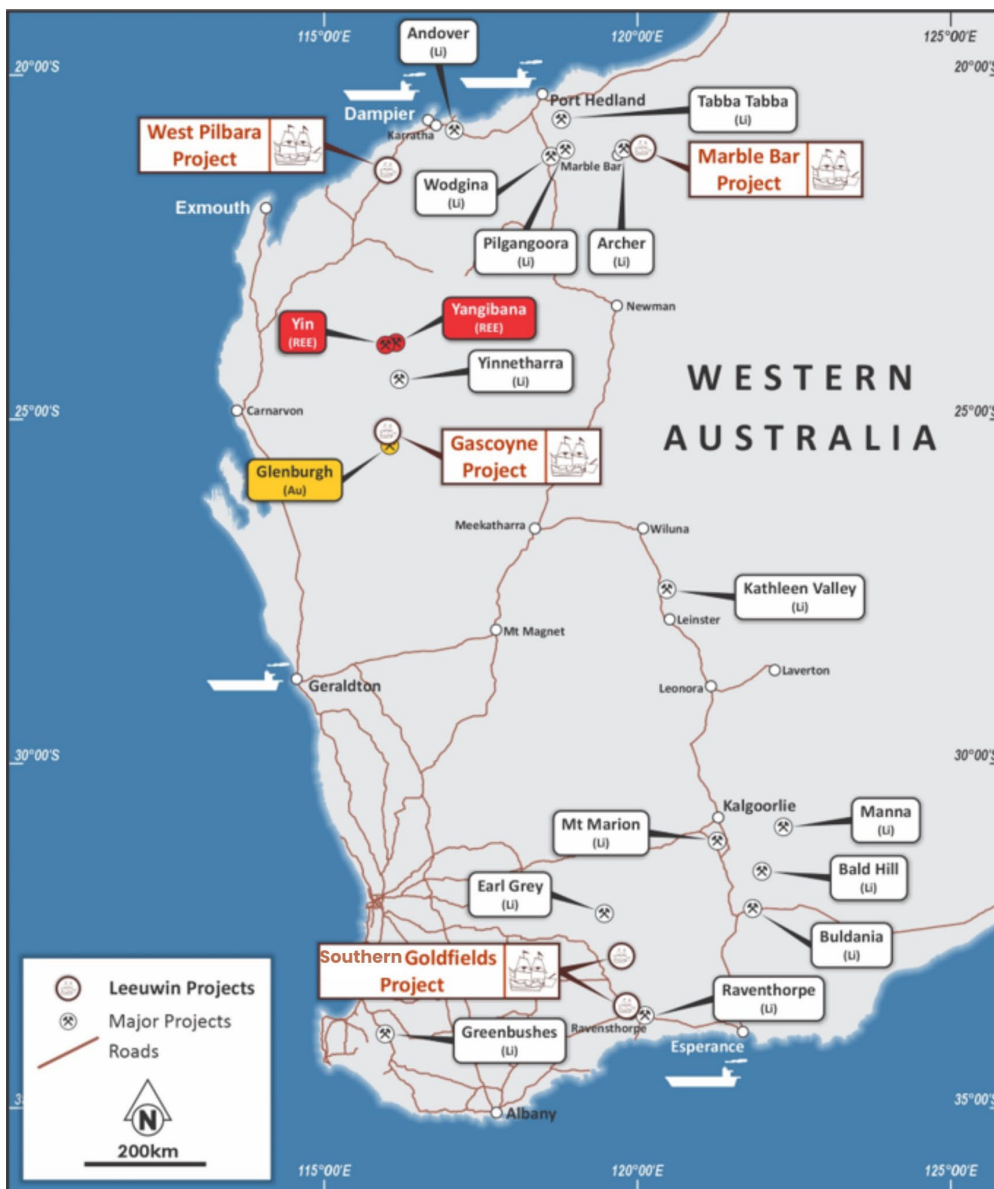 115°00'E
120°00'E
125°00'E
20°00'S
20°00'S
Andover
(Li)
Dampier
Karratha
Port Hedland
Tabba Tabba
(Li)
West Pilbara
Project
Marble Bar
Marble Bar
Project
Wodgina
(Li)
Exmouth
Pilgangoora
(Li)
Archer
(Li)
Newman
Yin
(REE)
Yangibana
(REE)
Yinnetharra
(Li)
WESTERN
AUSTRALIA
25°00'S
25°00'S
Carnarvon
Gascoyne
Project
Glenburgh
(Au)
Meekatharra
Wiluna
Kathleen Valley
(Li)
Leinster
Mt Magnet
Laverton
Leonora
Geraldton
30°00'S
30°00'S
Kalgoorlie
Mt Marion
(Li)
Manna
(Li)
Bald Hill
(Li)
Earl Grey
(Li)
Buldania
(Li)
Southern Goldfields
Project
Raventhorpe
(Li)
Ravensthorpe
Greenbushes
(Li)
Esperance
Albany
35°00'S
Leeuwin Projects
Major Projects
Roads
N
200km
115°00'E
120°00'E
125°00'E